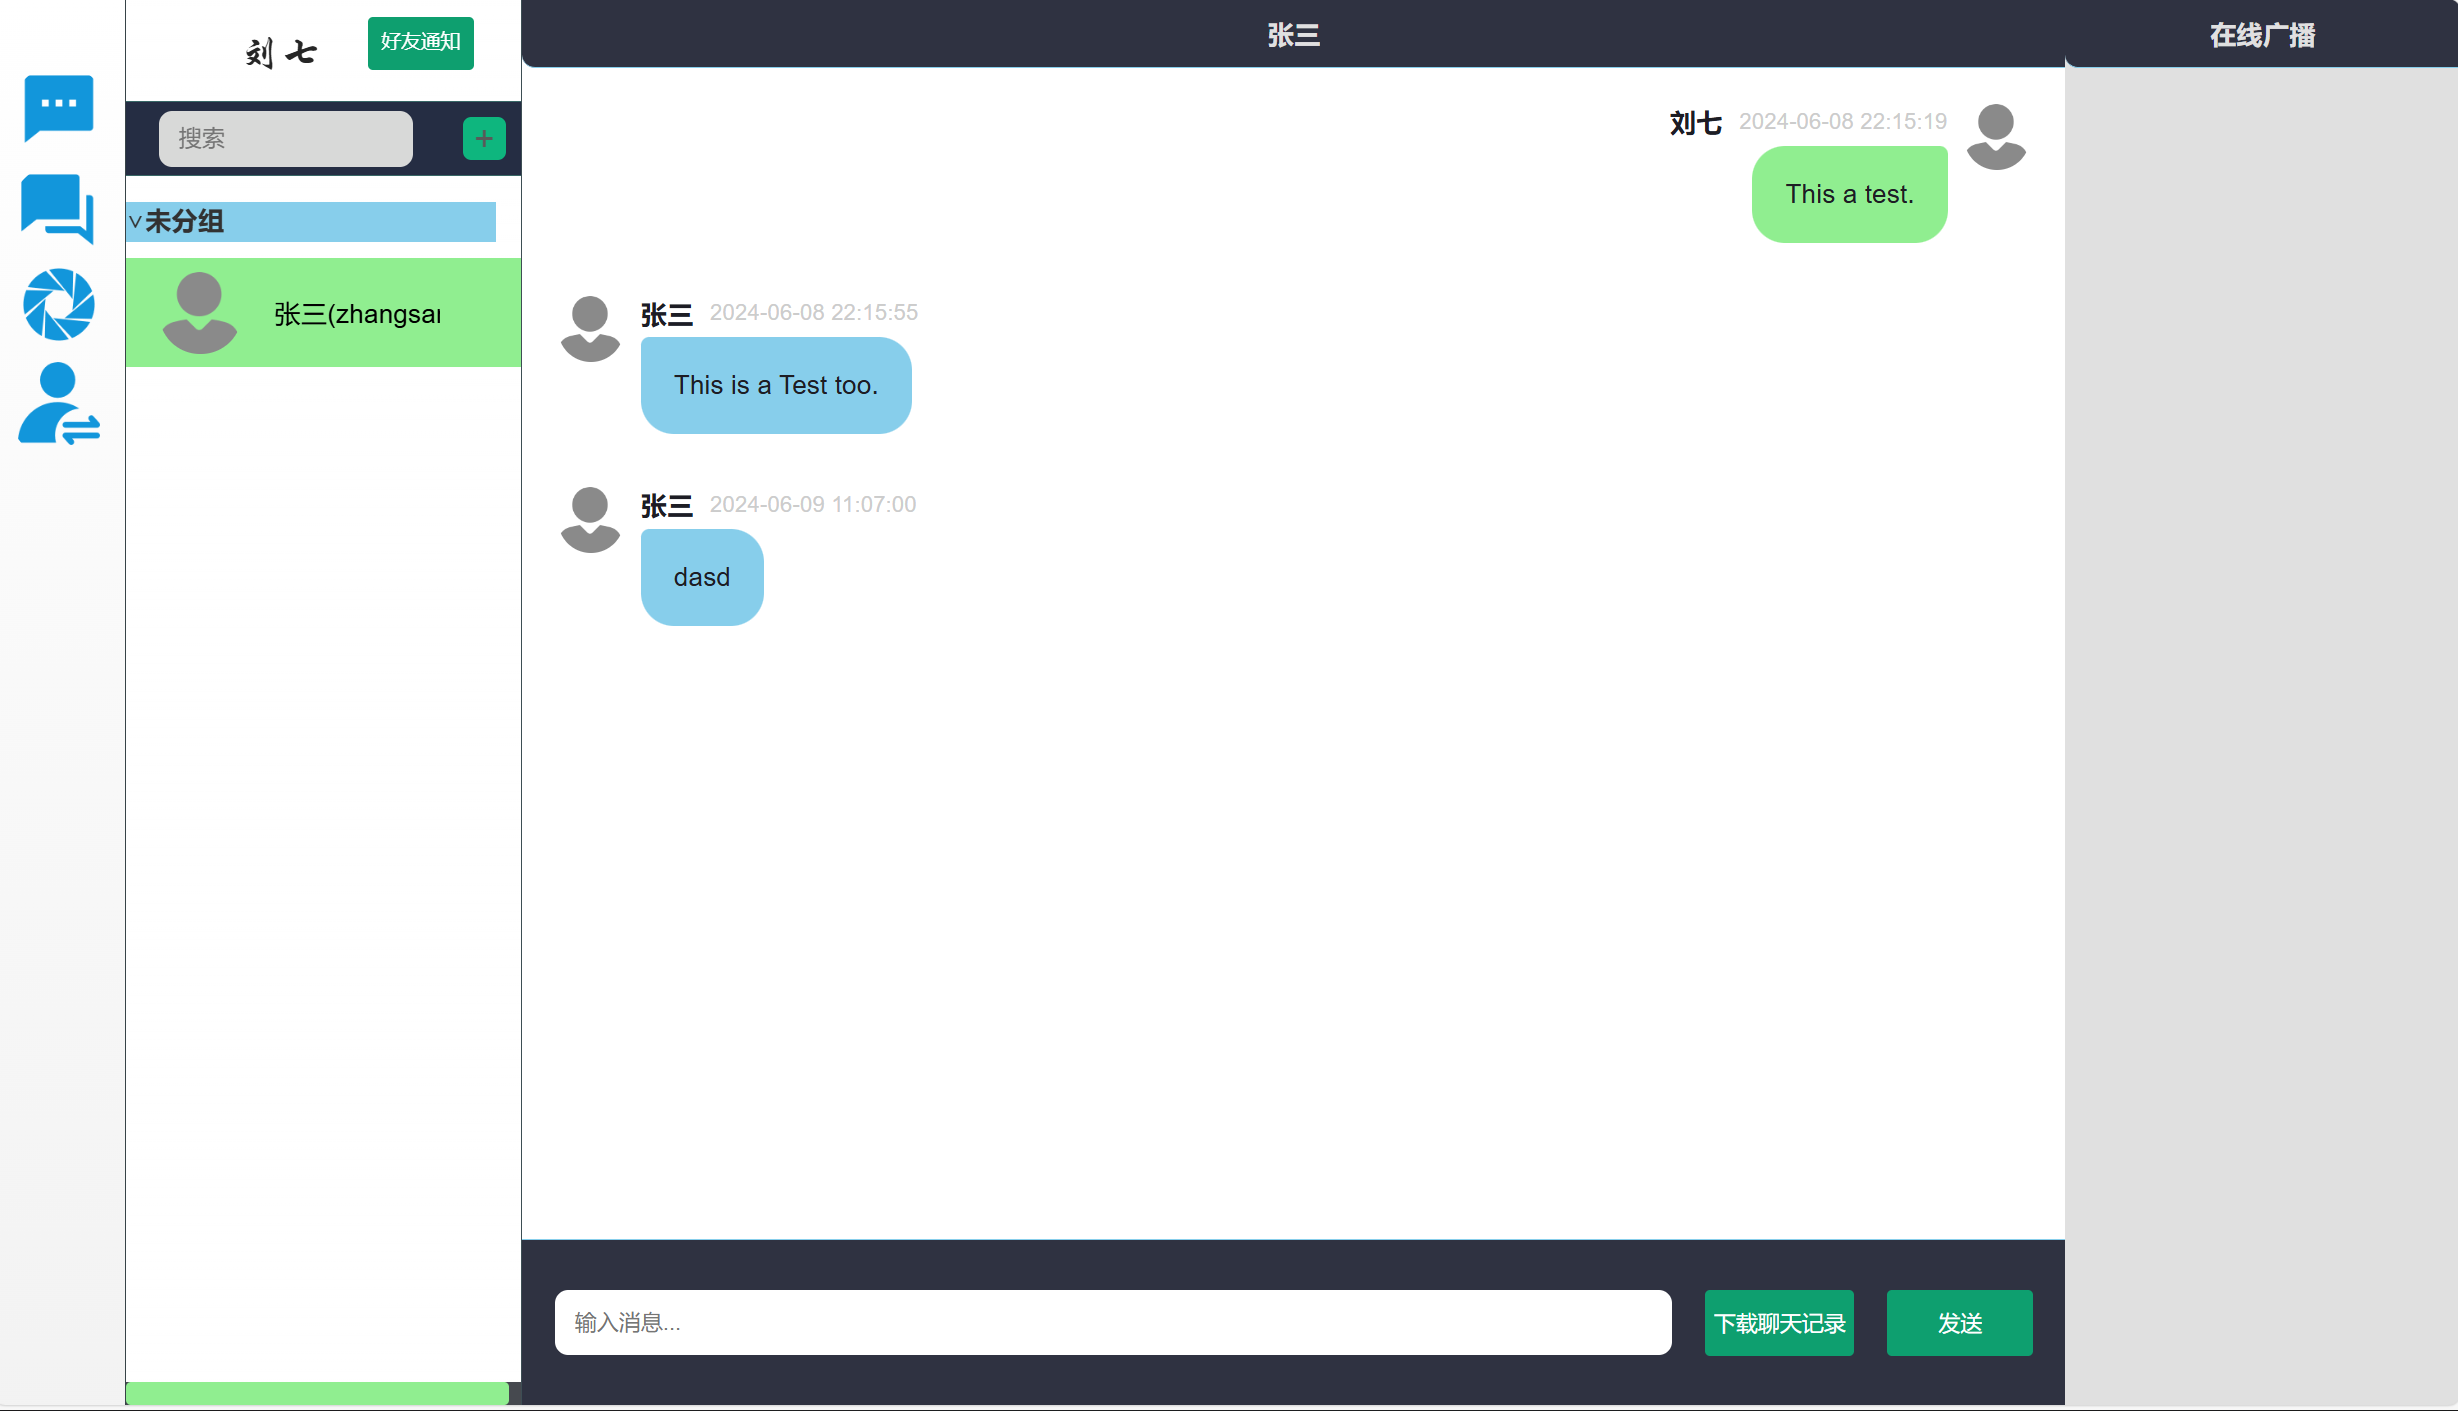 刘七
好友通知
搜索
+
∨未分组
张三(zhangsar
张三
刘七 2024-06-08 22:15:19
This a test.
张三 2024-06-08 22:15:55
This is a Test too.
张三 2024-06-09 11:07:00
dasd
输入消息...
下载聊天记录
发送
在线广播